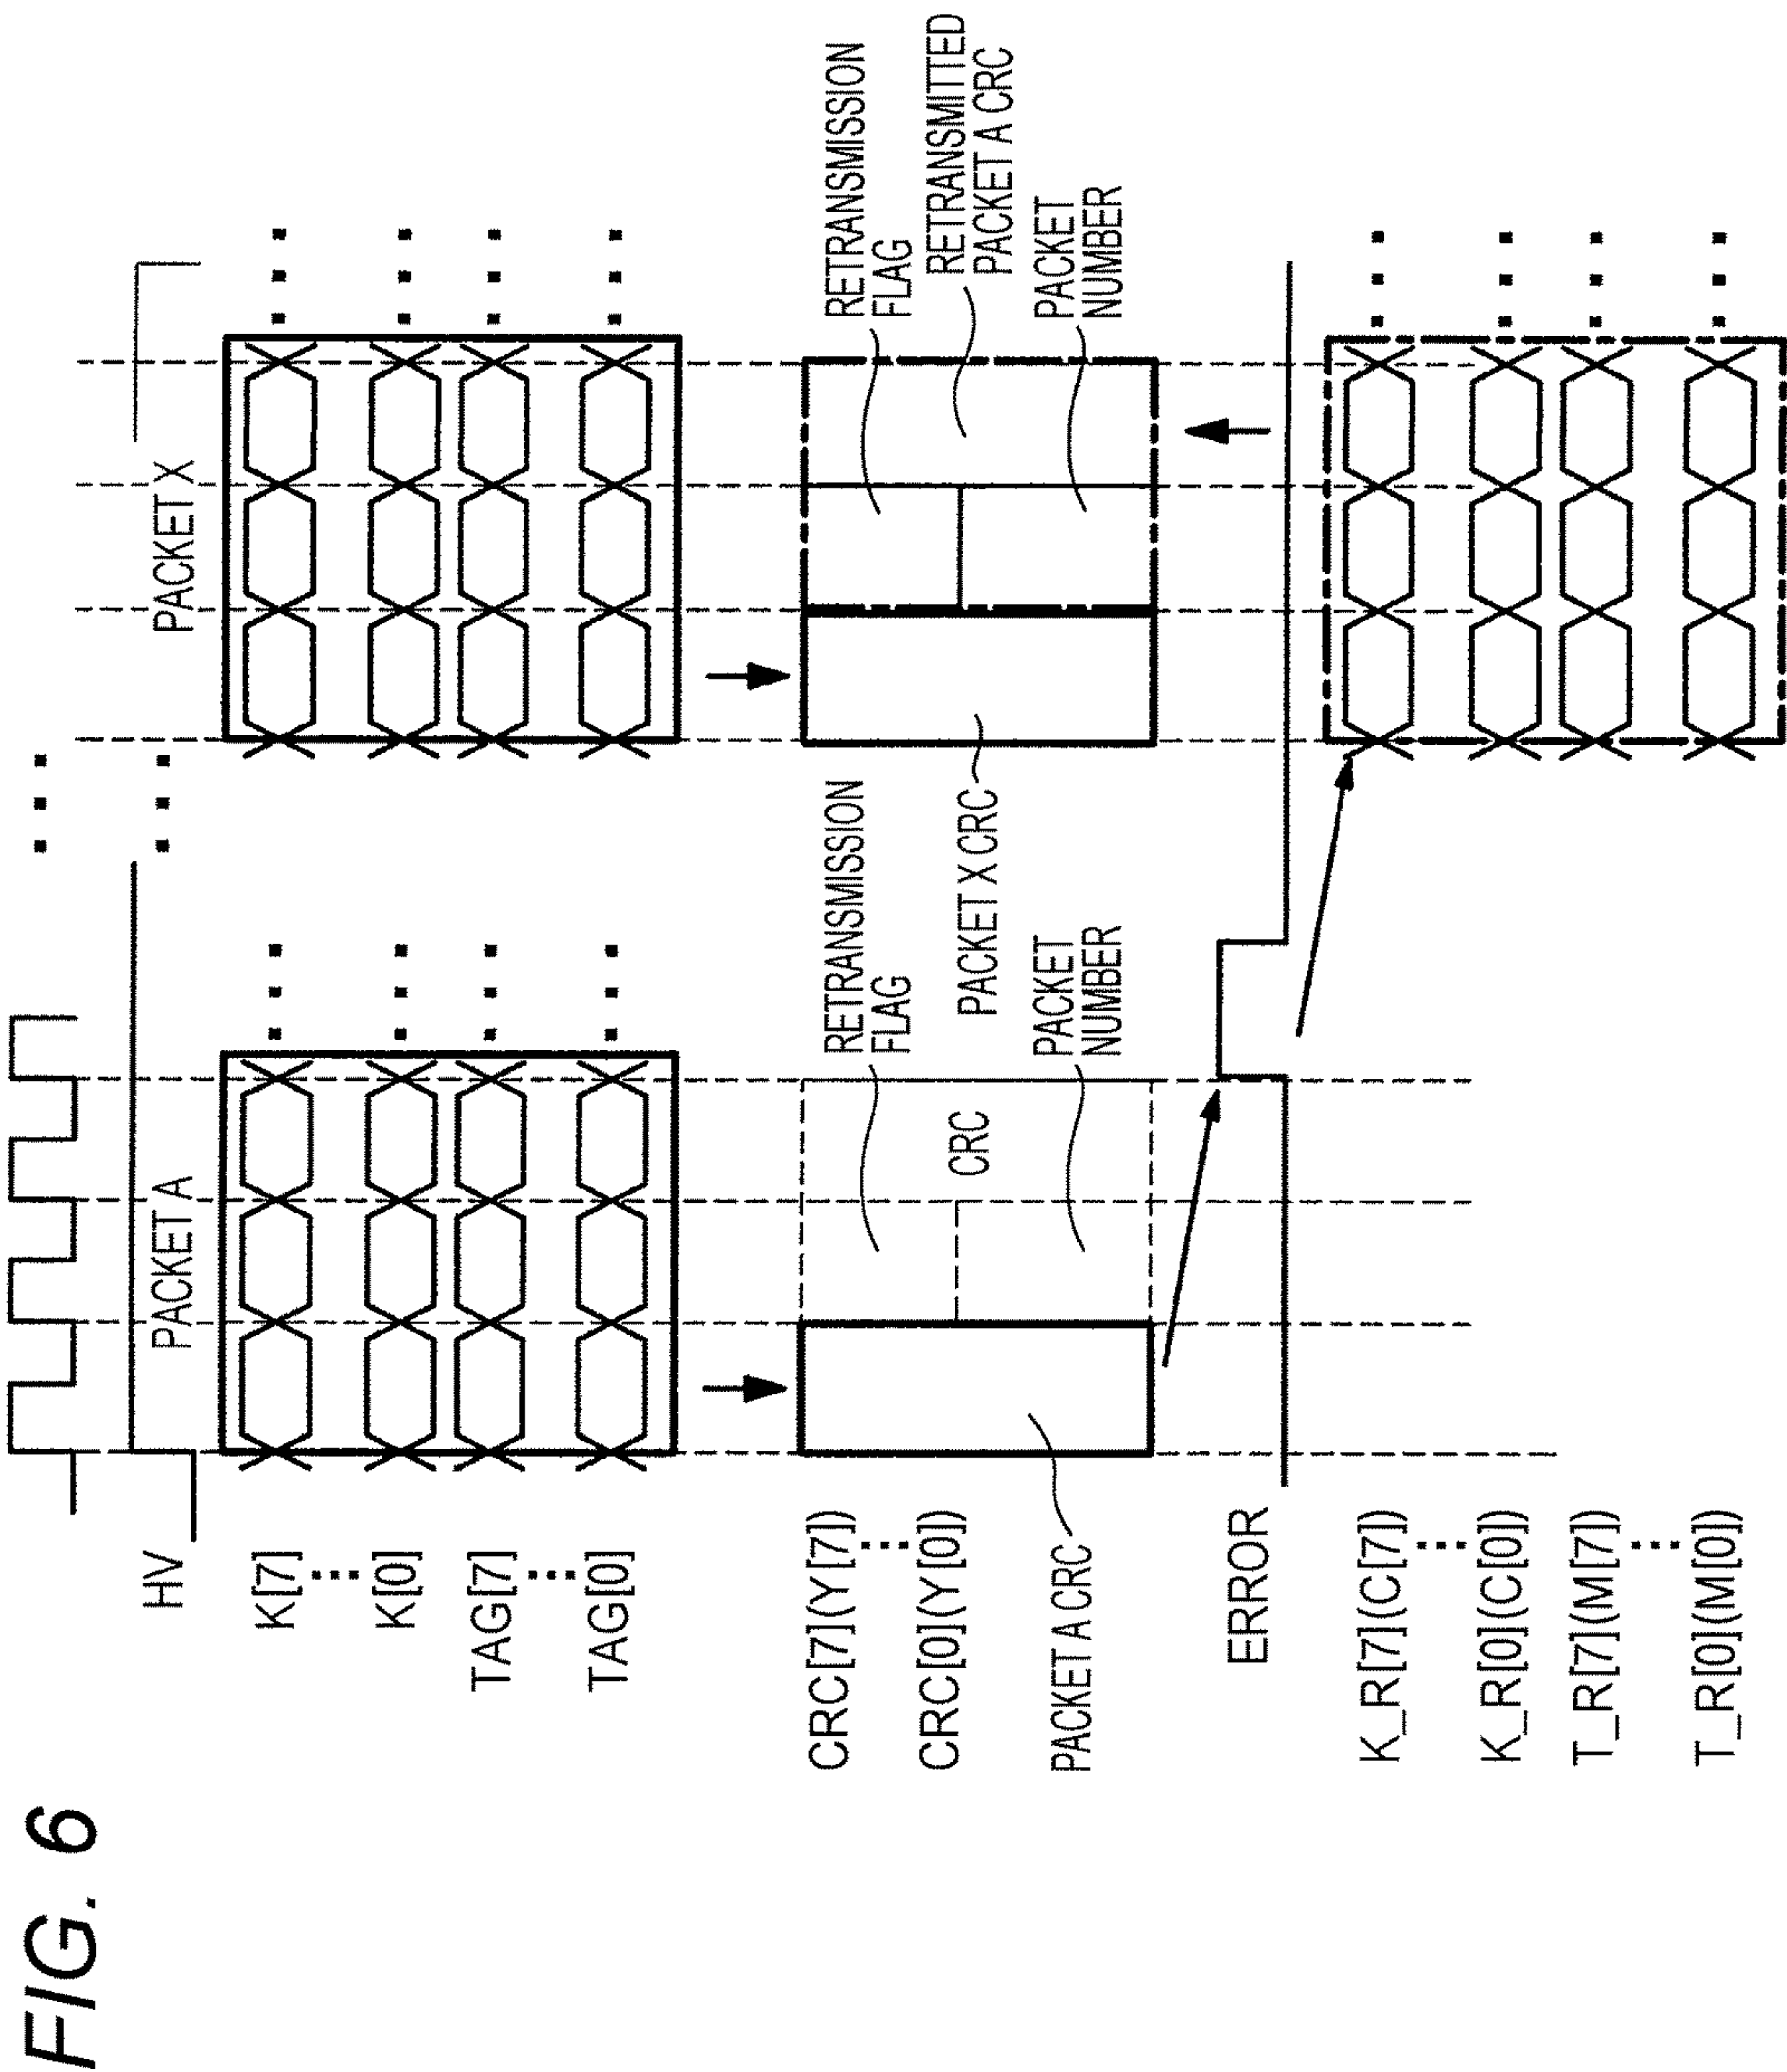 FIG. 6
HV
PACKET A
PACKET X
K[7]
K[0]
TAG[7]
TAG[0]
CRC[7](Y[7])
CRC[0](Y[0])
PACKET A CRC
RETRANSMISSION
FLAG
CRC
PACKET
NUMBER
PACKET X CRC
RETRANSMISSION
FLAG
RETRANSMITTED
PACKET A CRC
PACKET
NUMBER
ERROR
K_R[7](C[7])
K_R[0](C[0])
T_R[7](M[7])
T_R[0](M[0])